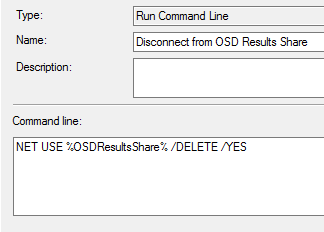 Type: Run Command Line
Name: Disconnect from OSD Results Share
Description:
Command line:
NET USE %OSDResultsShare% /DELETE /YES